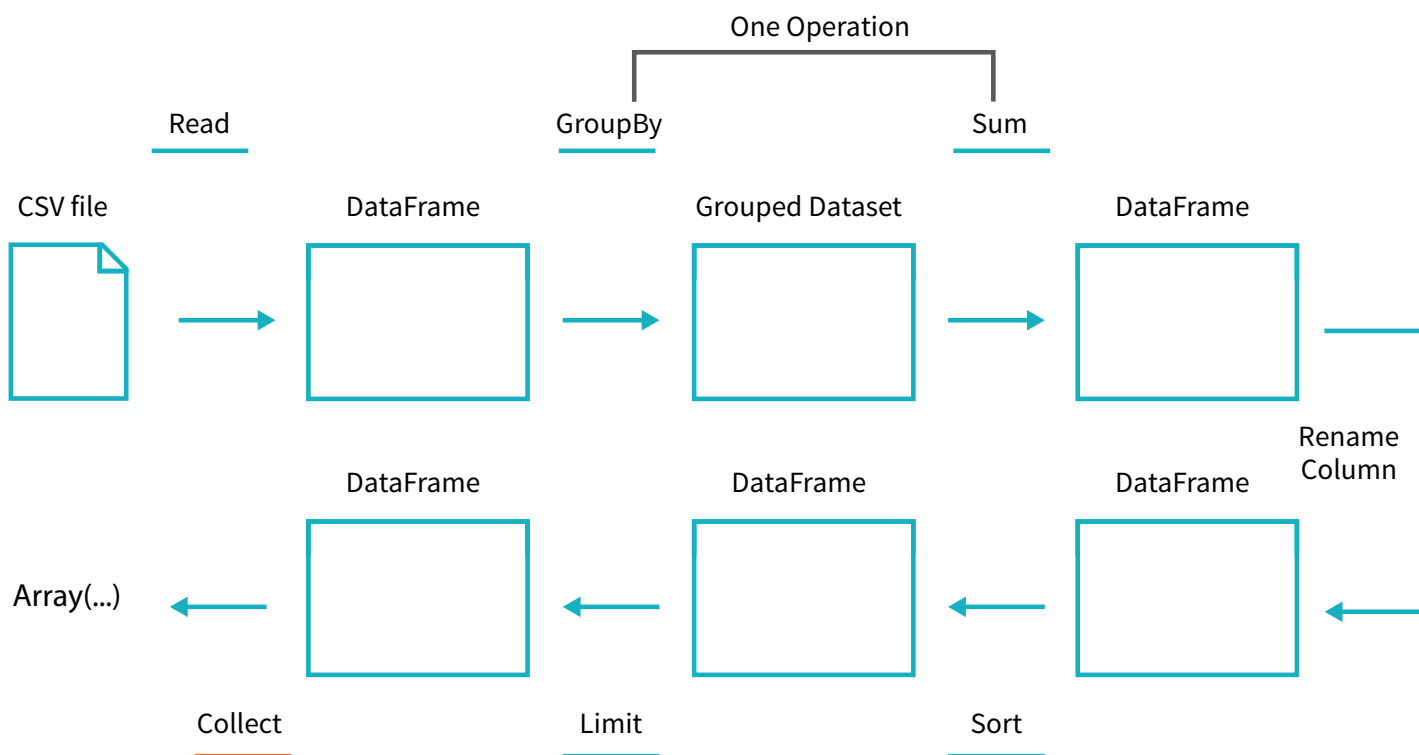 One Operation
Read
GroupBy
Sum
CSV file
DataFrame
Grouped Dataset
DataFrame
Rename
Column
DataFrame
DataFrame
DataFrame
Array(...)
Collect
Limit
Sort